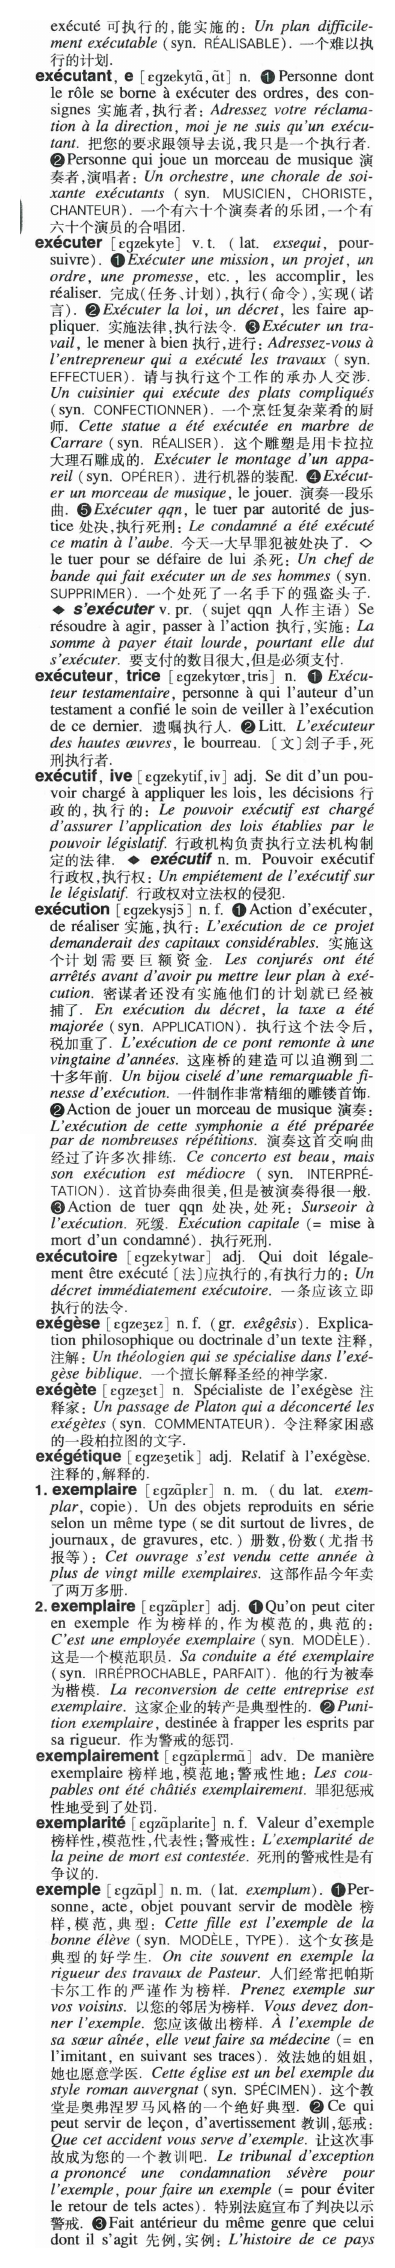 exécuté 可执行的,能实施的: Un plan difficile-
ment exécutable (syn. RÉALISABLE). 一个难以执
行的计划.
exécutant, e [ɛgzekytɑ̃, ɑ̃t] n. ❶ Personne dont
le rôle se borne à exécuter des ordres, des con-
signes 实施者,执行者: Adressez votre réclama-
tion à la direction, moi je ne suis qu'un exécu-
tant. 把您的要求跟领导去说,我只是一个执行者.
❷ Personne qui joue un morceau de musique 演
奏者,演唱者: Un orchestre, une chorale de soi-
xante exécutants ( syn. MUSICIEN, CHORISTE,
CHANTEUR). 一个有六十个演奏者的乐团,一个有
六十个演员的合唱团.
exécuter [ɛgzekyte] v. t. ( lat. exsequi, pour-
suivre). ❶ Exécuter une mission, un projet, un
ordre, une promesse, etc., les accomplir, les
réaliser. 完成(任务、计划),执行(命令),实现(诺
言). ❷ Exécuter la loi, un décret, les faire ap-
pliquer. 实施法律,执行法令. ❸ Exécuter un tra-
vail, le mener à bien 执行,进行: Adressez-vous à
l'entrepreneur qui a exécuté les travaux ( syn.
EFFECTUER). 请与执行这个工作的承办人交涉.
Un cuisinier qui exécute des plats compliqués
(syn. CONFECTIONNER). 一个烹饪复杂菜肴的厨
师. Cette statue a été exécutée en marbre de
Carrare (syn. RÉALISER). 这个雕塑是用卡拉拉
大理石雕成的. Exécuter le montage d'un appa-
reil (syn. OPÉRER). 进行机器的装配. ❹ Exécut-
er un morceau de musique, le jouer. 演奏一段乐
曲. ❺ Exécuter qqn, le tuer par autorité de jus-
tice 处决,执行死刑: Le condamné a été exécuté
ce matin à l'aube. 今天一大早罪犯被处决了. ◇
le tuer pour se défaire de lui 杀死: Un chef de
bande qui fait exécuter un de ses hommes (syn.
SUPPRIMER). 一个处死了一名手下的强盗头子.
◆ s'exécuter v. pr. (sujet qqn 人作主语) Se
résoudre à agir, passer à l'action 执行,实施: La
somme à payer était lourde, pourtant elle dut
s'exécuter. 要支付的数目很大,但是必须支付.
exécuteur, trice [ɛgzekytœr, tris] n. ❶ Exécu-
teur testamentaire, personne à qui l'auteur d'un
testament a confié le soin de veiller à l'exécution
de ce dernier. 遗嘱执行人. ❷ Litt. L'exécuteur
des hautes œuvres, le bourreau. 〔文〕刽子手,死
刑执行者.
exécutif, ive [ɛgzekytif, iv] adj. Se dit d'un pou-
voir chargé à appliquer les lois, les décisions 行
政的,执行的: Le pouvoir exécutif est chargé
d'assurer l'application des lois établies par le
pouvoir législatif. 行政机构负责执行立法机构制
定的法律. ◆ exécutif n. m. Pouvoir exécutif
行政权,执行权: Un empiétement de l'exécutif sur
le législatif. 行政权对立法权的侵犯.
exécution [ɛgzekysjɔ̃] n. f. ❶ Action d'exécuter,
de réaliser 实施,执行: L'exécution de ce projet
demanderait des capitaux considérables. 实施这
个计划需要巨额资金. Les conjurés ont été
arrêtés avant d'avoir pu mettre leur plan à exé-
cution. 密谋者还没有实施他们的计划就已经被
捕了. En exécution du décret, la taxe a été
majorée (syn. APPLICATION). 执行这个法令后,
税加重了. L'exécution de ce pont remonte à une
vingtaine d'années. 这座桥的建造可以追溯到二
十多年前. Un bijou ciselé d'une remarquable fi-
nesse d'exécution. 一件制作非常精细的雕镂首饰.
❷ Action de jouer un morceau de musique 演奏:
L'exécution de cette symphonie a été préparée
par de nombreuses répétitions. 演奏这首交响曲
经过了许多次排练. Ce concerto est beau, mais
son exécution est médiocre ( syn. INTERPRÉ-
TATION). 这首协奏曲很美,但是被演奏得很一般.
❸ Action de tuer qqn 处决,处死: Surseoir à
l'exécution. 死缓. Exécution capitale (= mise à
mort d'un condamné). 执行死刑.
exécutoire [ɛgzekytwar] adj. Qui doit légale-
ment être exécuté 〔法〕应执行的,有执行力的: Un
décret immédiatement exécutoire. 一条应该立即
执行的法令.
exégèse [ɛgzeʒɛz] n. f. (gr. exêgêsis). Explica-
tion philosophique ou doctrinale d'un texte 注释,
注解: Un théologien qui se spécialise dans l'exé-
gèse biblique. 一个擅长解释圣经的神学家.
exégète [ɛgzeʒɛt] n. Spécialiste de l'exégèse 注
释家: Un passage de Platon qui a déconcerté les
exégètes (syn. COMMENTATEUR). 令注释家困惑
的一段柏拉图的文字.
exégétique [ɛgzeʒetik] adj. Relatif à l'exégèse.
注释的,解释的.
1. exemplaire [ɛgzɑ̃plɛr] n. m. (du lat. exem-
plar, copie). Un des objets reproduits en série
selon un même type (se dit surtout de livres, de
journaux, de gravures, etc.) 册数,份数(尤指书
报等): Cet ouvrage s'est vendu cette année à
plus de vingt mille exemplaires. 这部作品今年卖
了两万多册.
2. exemplaire [ɛgzɑ̃plɛr] adj. ❶ Qu'on peut citer
en exemple 作为榜样的,作为模范的,典范的:
C'est une employée exemplaire (syn. MODÈLE).
这是一个模范职员. Sa conduite a été exemplaire
(syn. IRRÉPROCHABLE, PARFAIT). 他的行为被奉
为楷模. La reconversion de cette entreprise est
exemplaire. 这家企业的转产是典型性的. ❷ Puni-
tion exemplaire, destinée à frapper les esprits par
sa rigueur. 作为警戒的惩罚.
exemplairement [ɛgzɑ̃plɛrmɑ̃] adv. De manière
exemplaire 榜样地,模范地;警戒性地: Les cou-
pables ont été châtiés exemplairement. 罪犯惩戒
性地受到了处罚.
exemplarité [ɛgzɑ̃plarite] n. f. Valeur d'exemple
榜样性,模范性,代表性;警戒性: L'exemplarité de
la peine de mort est contestée. 死刑的警戒性是有
争议的.
exemple [ɛgzɑ̃pl] n. m. (lat. exemplum). ❶ Per-
sonne, acte, objet pouvant servir de modèle 榜
样,模范,典型: Cette fille est l'exemple de la
bonne élève (syn. MODÈLE, TYPE). 这个女孩是
典型的好学生. On cite souvent en exemple la
rigueur des travaux de Pasteur. 人们经常把帕斯
卡尔工作的严谨作为榜样. Prenez exemple sur
vos voisins. 以您的邻居为榜样. Vous devez don-
ner l'exemple. 您应该做出榜样. À l'exemple de
sa sœur aînée, elle veut faire sa médecine (= en
l'imitant, en suivant ses traces). 效法她的姐姐,
她也愿意学医. Cette église est un bel exemple du
style roman auvergnat (syn. SPÉCIMEN). 这个教
堂是奥弗涅罗马风格的一个绝好典型. ❷ Ce qui
peut servir de leçon, d'avertissement 教训,惩戒:
Que cet accident vous serve d'exemple. 让这次事
故成为您的一个教训吧. Le tribunal d'exception
a prononcé une condamnation sévère pour
l'exemple, pour faire un exemple (= pour éviter
le retour de tels actes). 特别法庭宣布了判决以示
警戒. ❸ Fait antérieur du même genre que celui
dont il s'agit 先例,实例: L'histoire de ce pays